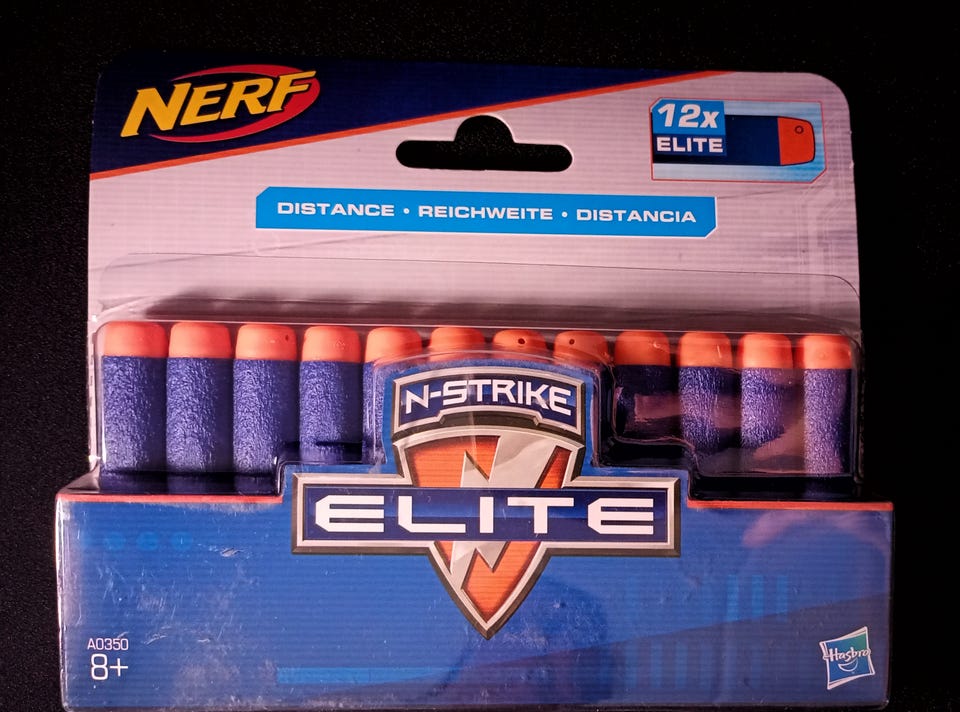 NERF
12x
ELITE
DISTANCE • REICHWEITE • DISTANCIA
N-STRIKE
ELITE
A0350
8+
Hasbro